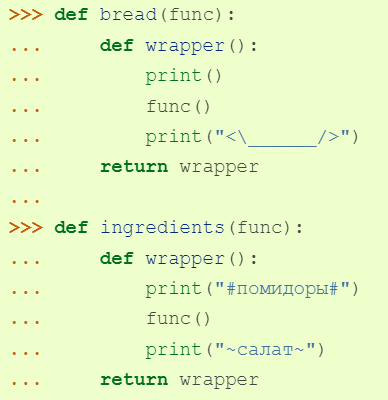 >>> def bread(func):
...     def wrapper():
...         print()
...         func()
...         print("<\______/>")
...     return wrapper
...
>>> def ingredients(func):
...     def wrapper():
...         print("#помидоры#")
...         func()
...         print("~салат~")
...     return wrapper